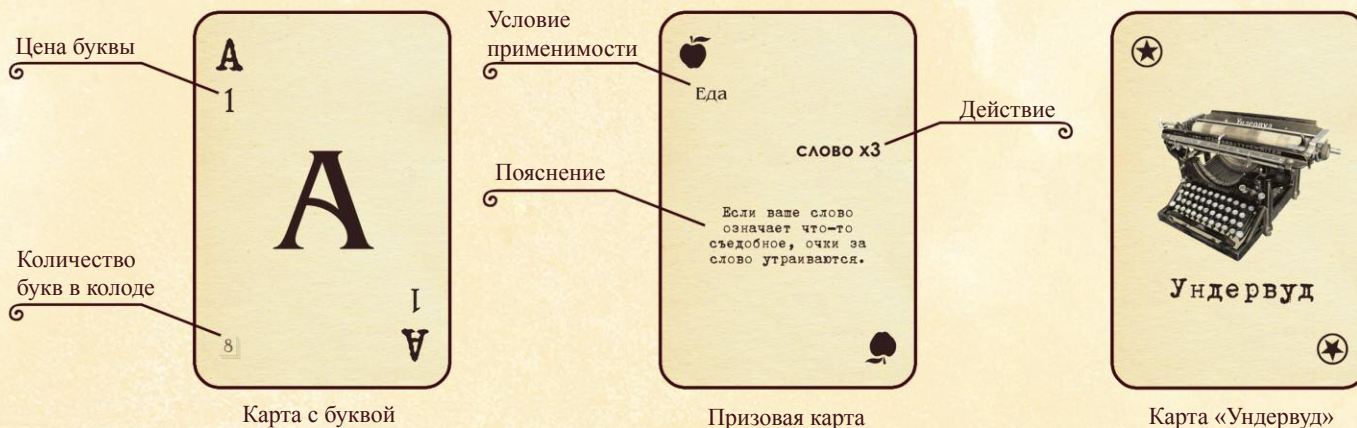 Цена буквы
А
1
А
Количество
букв в колоде
8
1
А
Карта с буквой
Условие
применимости
Еда
Действие
слово х3
Пояснение
Если ваше слово
означает что-то
съедобное, очки за
слово утраиваются.
Призовая карта
Ундервуд
Ундервуд
Карта «Ундервуд»